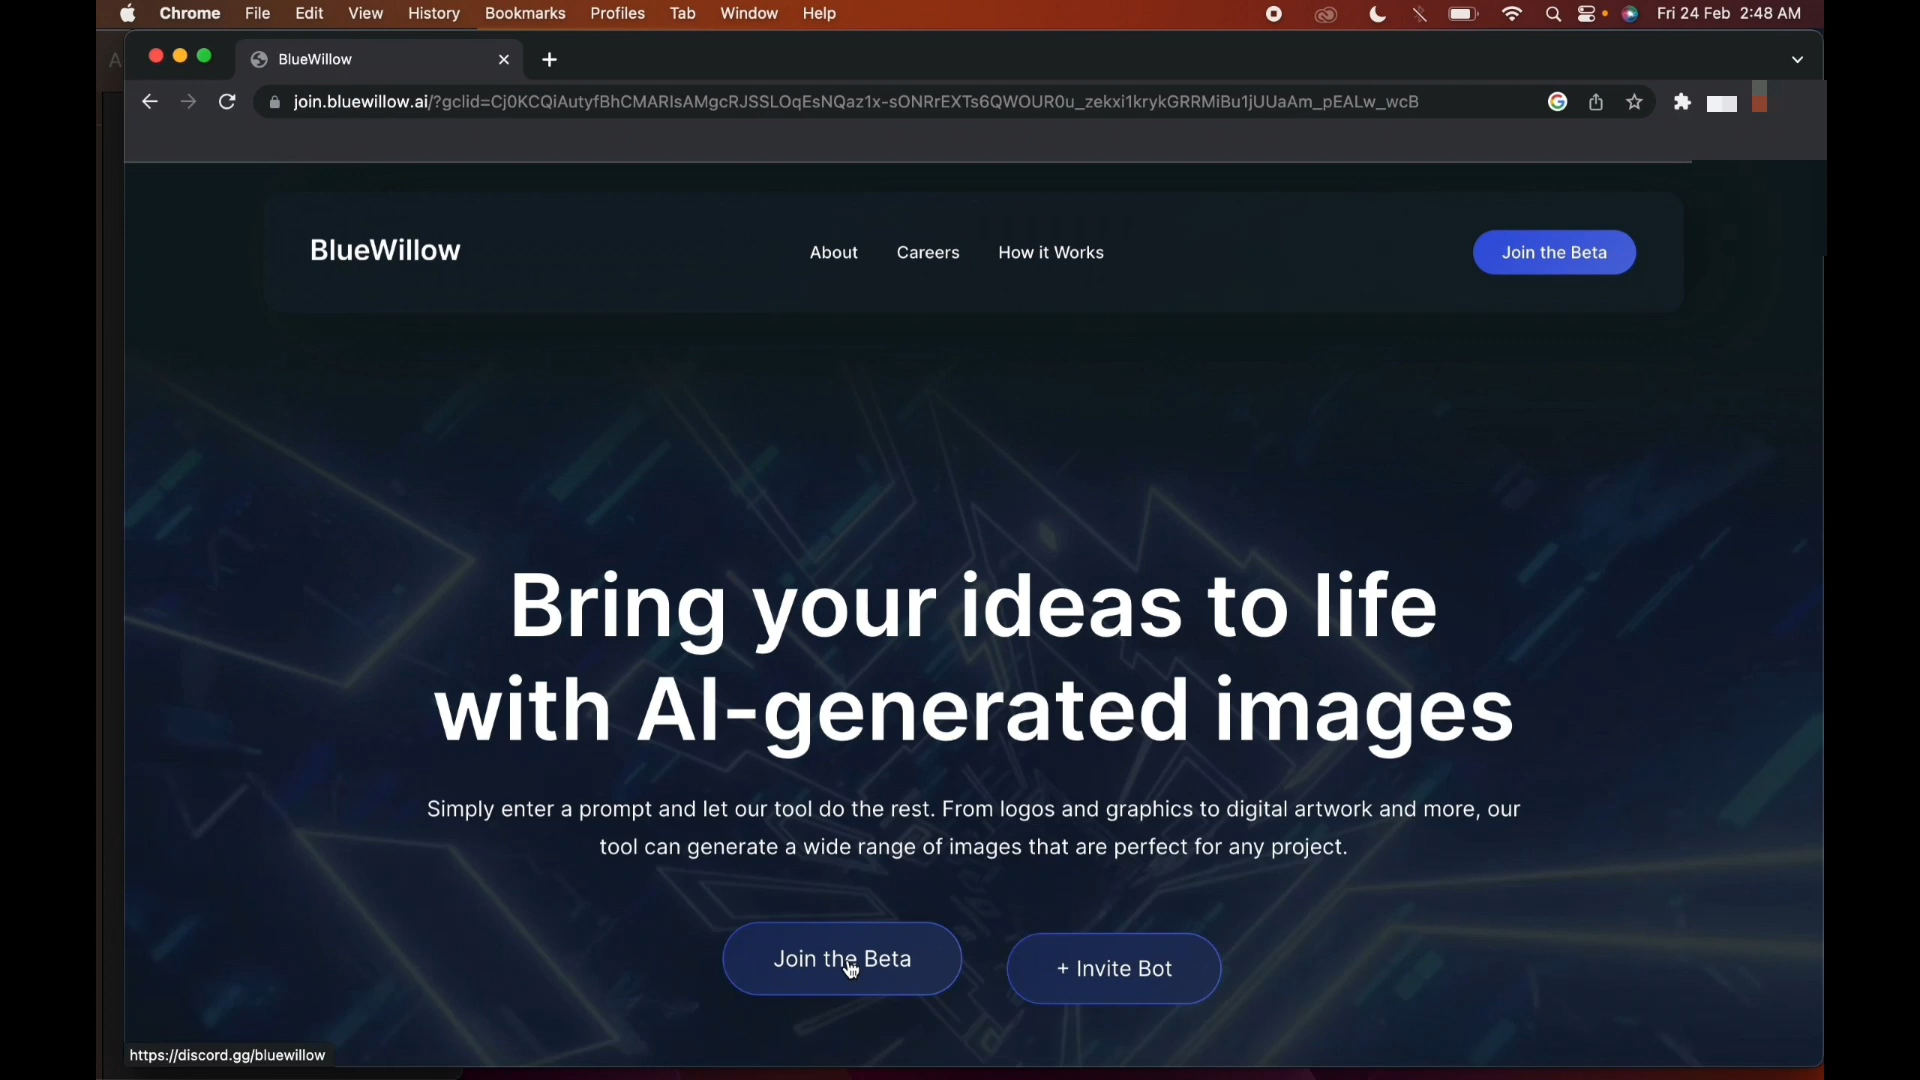 Chrome File Edit View History Bookmarks Profiles Tab Window Help Fri 24 Feb 2:48 AM
BlueWillow
join.bluewillow.ai/?gclid=Cj0KCQiAutyfBhCMARIsAMgcRJSSLOqEsNQaz1x-sONRrEXTs6QWOUR0u_zekxi1krykGRRMiBu1jUUaAm_pEALw_wcB
BlueWillow About Careers How it Works Join the Beta
Bring your ideas to life
with AI-generated images
Simply enter a prompt and let our tool do the rest. From logos and graphics to digital artwork and more, our
tool can generate a wide range of images that are perfect for any project.
Join the Beta + Invite Bot
https://discord.gg/bluewillow